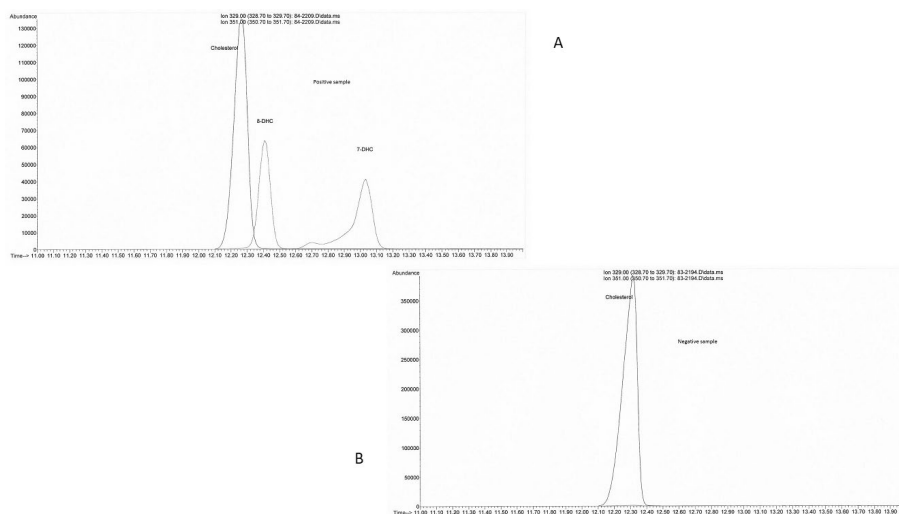 Abundance
Ion 329.00 (328.70 to 329.70): 84-2209.D\data.ms
Ion 351.00 (350.70 to 351.70): 84-2209.D\data.ms
130000
Cholesterol
A
120000
110000
100000
Positive sample
90000
80000
8-DHC
70000
60000
7-DHC
50000
40000
30000
20000
10000
0
Time--> 11.00 11.10 11.20 11.30 11.40 11.50 11.60 11.70 11.80 11.90 12.00 12.10 12.20 12.30 12.40 12.50 12.60 12.70 12.80 12.90 13.00 13.10 13.20 13.30 13.40 13.50 13.60 13.70 13.80 13.90
Abundance
Ion 329.00 (328.70 to 329.70): 83-2194.D\data.ms
Ion 351.00 (350.70 to 351.70): 83-2194.D\data.ms
Cholesterol
350000
300000
Negative sample
250000
200000
150000
B
100000
50000
0
Time--> 11.00 11.10 11.20 11.30 11.40 11.50 11.60 11.70 11.80 11.90 12.00 12.10 12.20 12.30 12.40 12.50 12.60 12.70 12.80 12.90 13.00 13.10 13.20 13.30 13.40 13.50 13.60 13.70 13.80 13.90